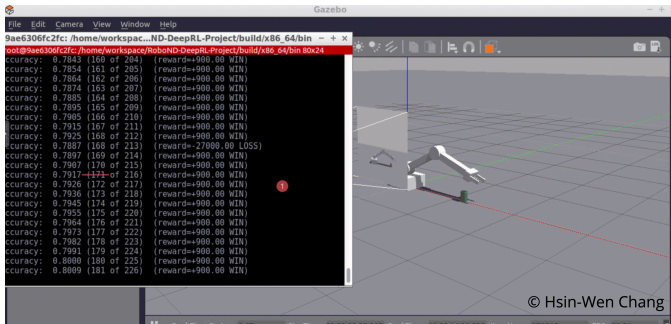 Gazebo
File Edit Camera View Window Help
9ae6306fc2fc: /home/workspac...ND-DeepRL-Project/build/x86_64/bin
root@9ae6306fc2fc: /home/workspace/RoboND-DeepRL-Project/build/x86_64/bin 80x24
ccuracy: 0.7843 (160 of 204) (reward=+900.00 WIN)
ccuracy: 0.7854 (161 of 205) (reward=+900.00 WIN)
ccuracy: 0.7864 (162 of 206) (reward=+900.00 WIN)
ccuracy: 0.7874 (163 of 207) (reward=+900.00 WIN)
ccuracy: 0.7885 (164 of 208) (reward=+900.00 WIN)
ccuracy: 0.7895 (165 of 209) (reward=+900.00 WIN)
ccuracy: 0.7905 (166 of 210) (reward=+900.00 WIN)
ccuracy: 0.7915 (167 of 211) (reward=+900.00 WIN)
ccuracy: 0.7925 (168 of 212) (reward=+900.00 WIN)
ccuracy: 0.7887 (168 of 213) (reward=-27000.00 LOSS)
ccuracy: 0.7897 (169 of 214) (reward=+900.00 WIN)
ccuracy: 0.7907 (170 of 215) (reward=+900.00 WIN)
ccuracy: 0.7917 (171 of 216) (reward=+900.00 WIN)
ccuracy: 0.7926 (172 of 217) (reward=+900.00 WIN)
ccuracy: 0.7936 (173 of 218) (reward=+900.00 WIN)
ccuracy: 0.7945 (174 of 219) (reward=+900.00 WIN)
ccuracy: 0.7955 (175 of 220) (reward=+900.00 WIN)
ccuracy: 0.7964 (176 of 221) (reward=+900.00 WIN)
ccuracy: 0.7973 (177 of 222) (reward=+900.00 WIN)
ccuracy: 0.7982 (178 of 223) (reward=+900.00 WIN)
ccuracy: 0.7991 (179 of 224) (reward=+900.00 WIN)
ccuracy: 0.8000 (180 of 225) (reward=+900.00 WIN)
ccuracy: 0.8009 (181 of 226) (reward=+900.00 WIN)
1
© Hsin-Wen Chang